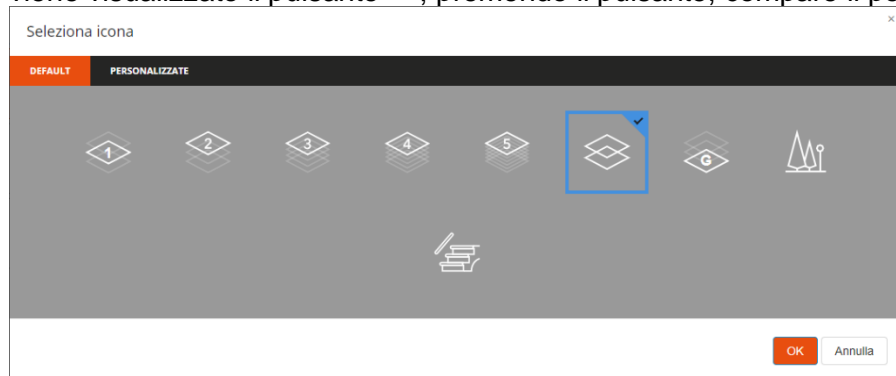 Seleziona icona
×
DEFAULT PERSONALIZZATE
1 2 3 4 5 G
OK Annulla